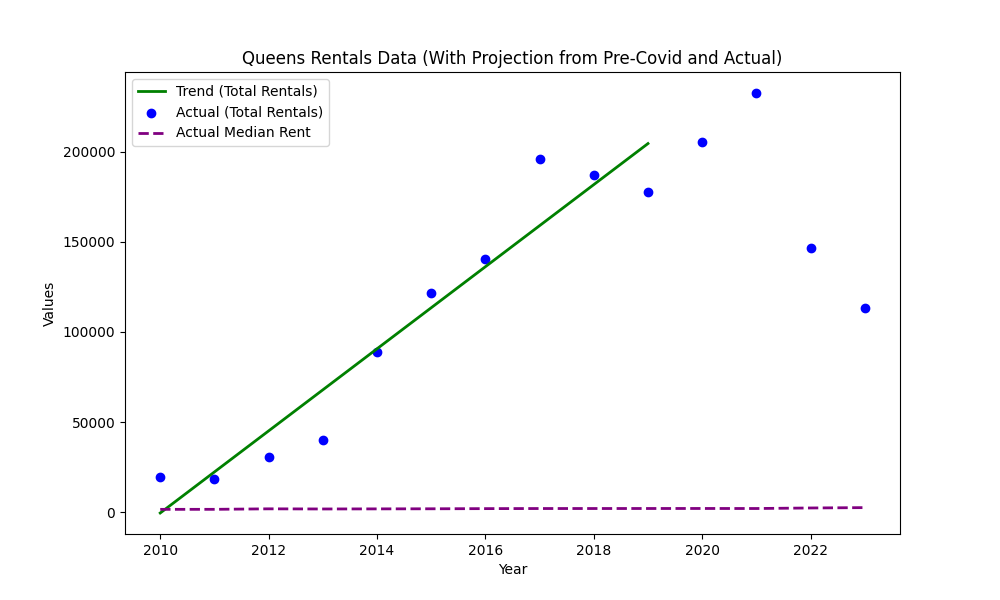 Queens Rentals Data (With Projection from Pre-Covid and Actual)
Trend (Total Rentals)
Actual (Total Rentals)
Actual Median Rent
Values
200000
150000
100000
50000
0
2010 2012 2014 2016 2018 2020 2022
Year